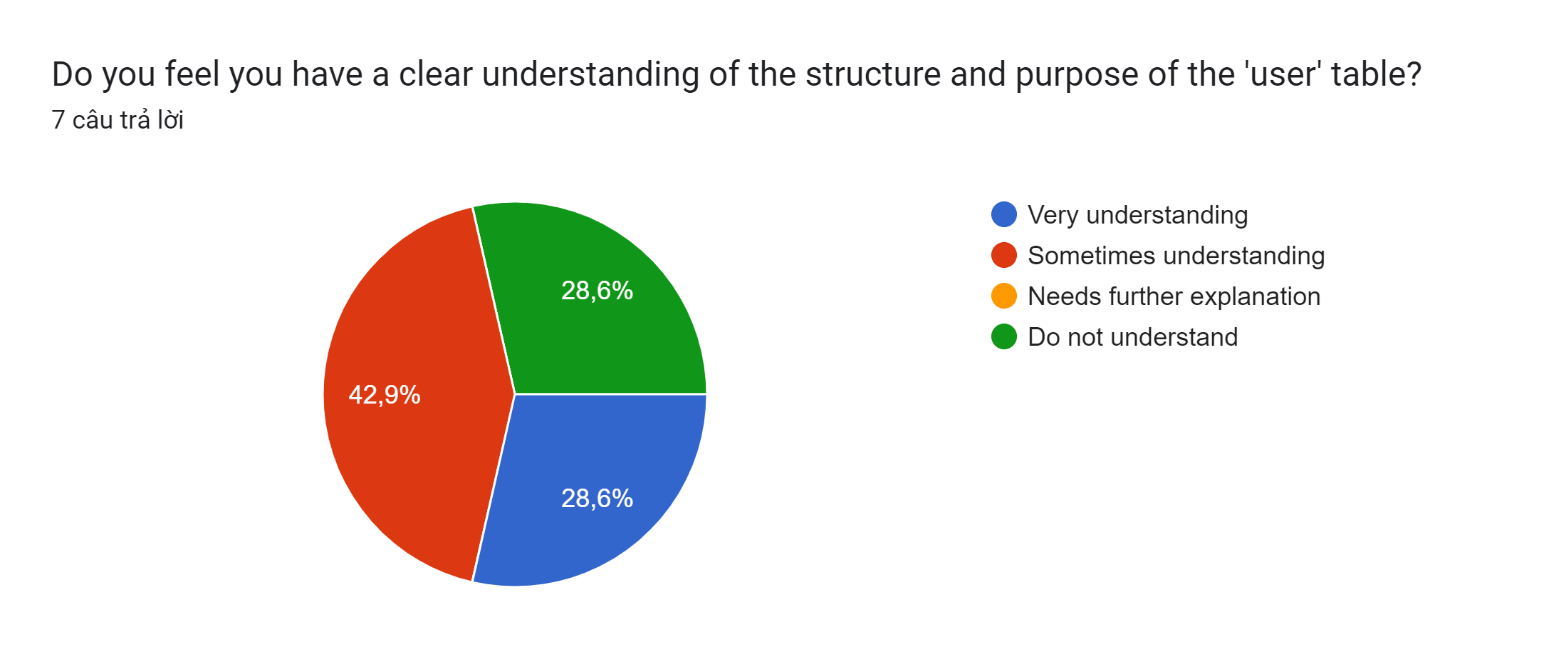 Do you feel you have a clear understanding of the structure and purpose of the 'user' table?
7 câu trả lời
28,6%
42,9%
28,6%
Very understanding
Sometimes understanding
Needs further explanation
Do not understand